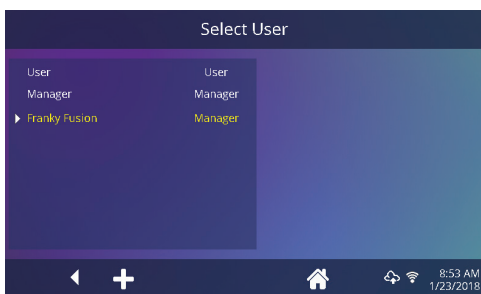 Select User
User User
Manager Manager
Franky Fusion Manager
8:53 AM
1/23/2018